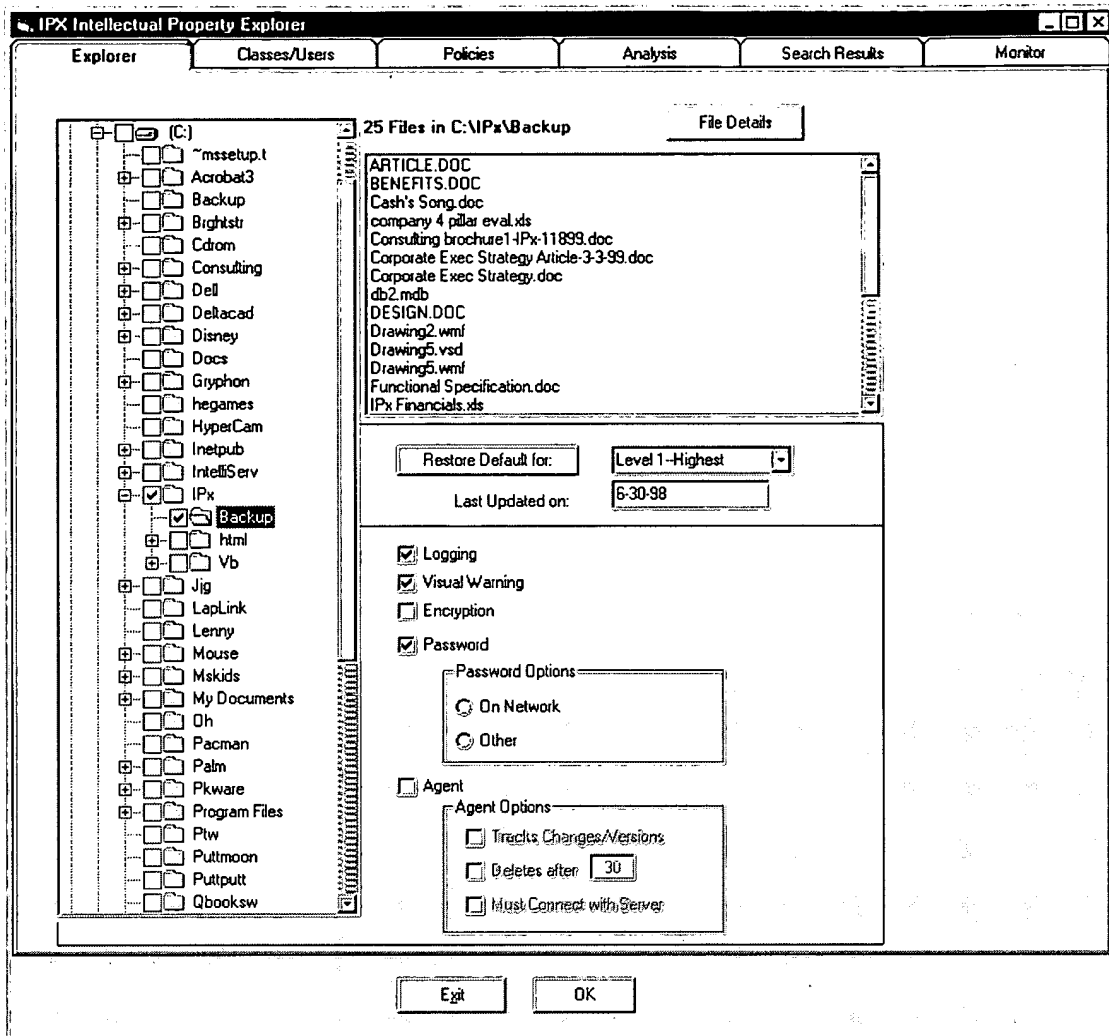 IPX Intellectual Property Explorer
Explorer
Classes/Users
Policies
Analysis
Search Results
Monitor
(C:)
~mssetup.t
Acrobat3
Backup
Brghtstr
Cdrom
Consulting
Dell
Deltacad
Disney
Docs
Gryphon
hegames
HyperCam
Inetpub
IntelliServ
IPx
Backup
html
Vb
Jig
LapLink
Lenny
Mouse
Mskids
My Documents
Oh
Pacman
Palm
Pkware
Program Files
Ptw
Puttmoon
Puttputt
Qbooksw
25 Files in C:\IPx\Backup
File Details
ARTICLE.DOC
BENEFITS.DOC
Cash's Song.doc
company 4 pillar eval.xls
Consulting brochure1-IPx-11899.doc
Corporate Exec Strategy Article-3-3-99.doc
Corporate Exec Strategy.doc
db2.mdb
DESIGN.DOC
Drawing2.wmf
Drawing5.vsd
Drawing5.wmf
Functional Specification.doc
IPx Financials.xls
Restore Default for:
Level 1--Highest
Last Updated on:
6-30-98
Logging
Visual Warning
Encryption
Password
Password Options
On Network
Other
Agent
Agent Options
Tracks Changes/Versions
Deletes after 30
Must Connect with Server
Exit
OK